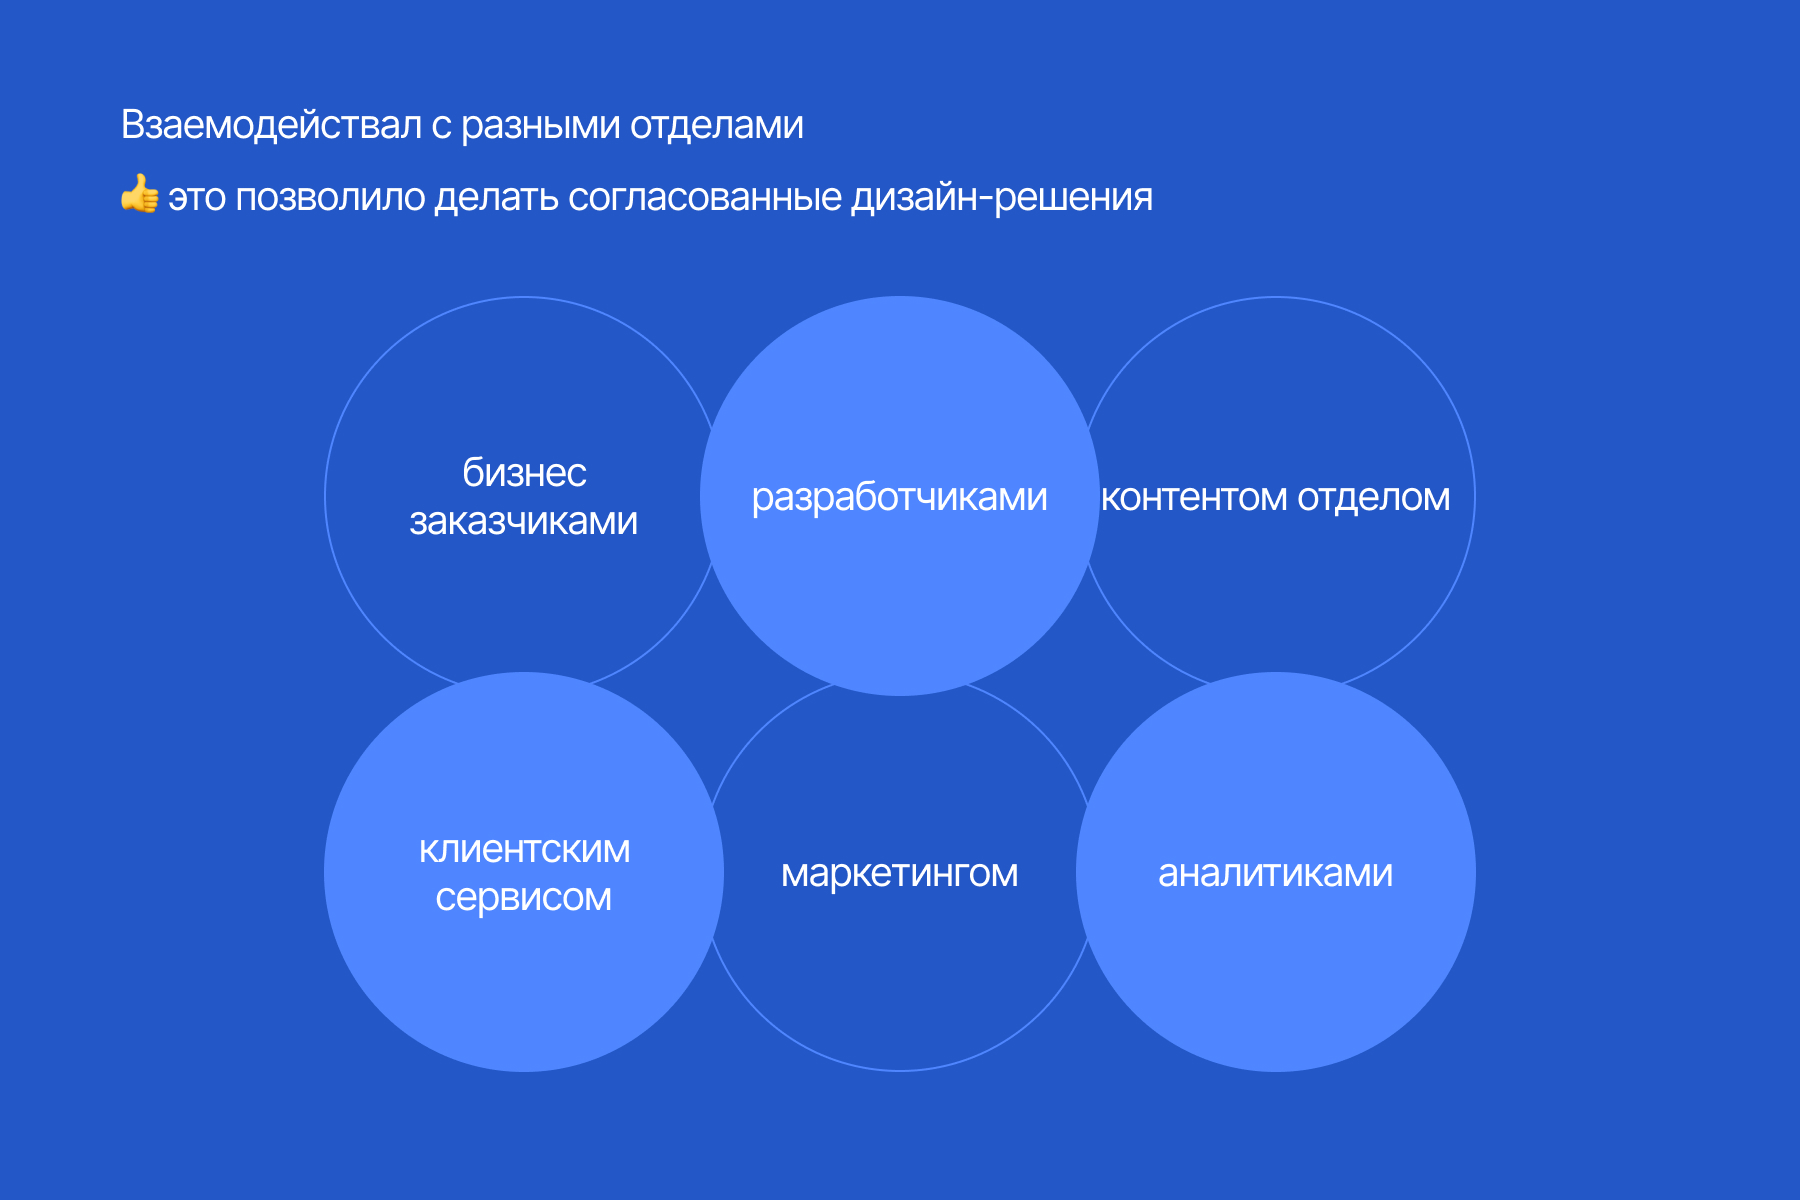 Взаемодействал с разными отделами
👍 это позволило делать согласованные дизайн-решения
бизнес
заказчиками
разработчиками
контентом отделом
клиентским
сервисом
маркетингом
аналитиками